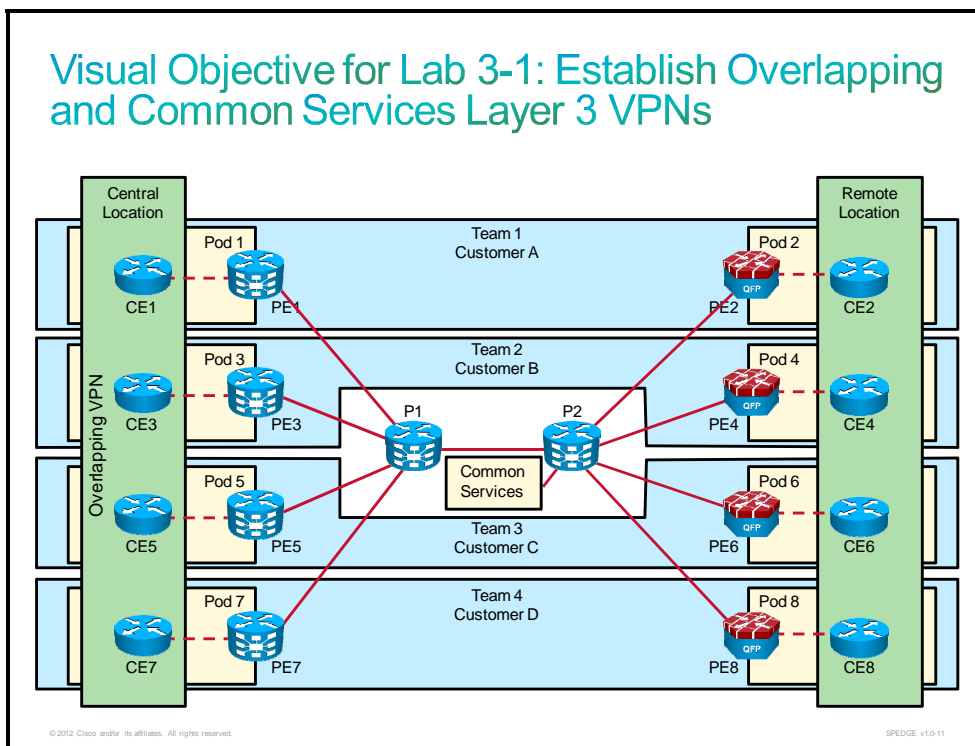 Visual Objective for Lab 3-1: Establish Overlapping
and Common Services Layer 3 VPNs
Central
Location
Remote
Location
Team 1
Customer A
Pod 1
Pod 2
CE1
PE1
PE2
QFP
CE2
Team 2
Customer B
Pod 3
Pod 4
Overlapping VPN
CE3
PE3
P1
P2
PE4
QFP
CE4
Common
Services
Pod 5
Pod 6
CE5
PE5
Team 3
Customer C
PE6
QFP
CE6
Team 4
Customer D
Pod 7
Pod 8
CE7
PE7
PE8
QFP
CE8
© 2012 Cisco and/or its affiliates. All rights reserved.
SPEDGE v1.0-11